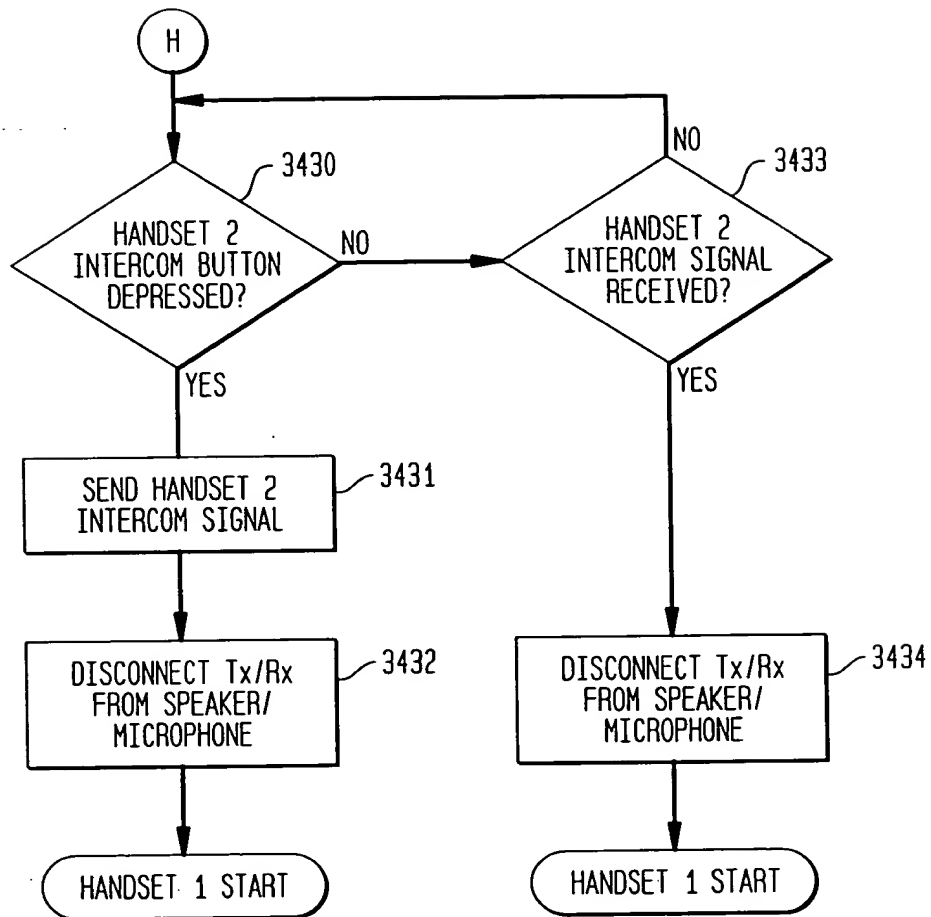 H
NO
3430
3433
HANDSET 2
INTERCOM BUTTON
DEPRESSED?
NO
HANDSET 2
INTERCOM SIGNAL
RECEIVED?
YES
YES
SEND HANDSET 2
INTERCOM SIGNAL
3431
DISCONNECT Tx/Rx
FROM SPEAKER/
MICROPHONE
3432
DISCONNECT Tx/Rx
FROM SPEAKER/
MICROPHONE
3434
HANDSET 1 START
HANDSET 1 START